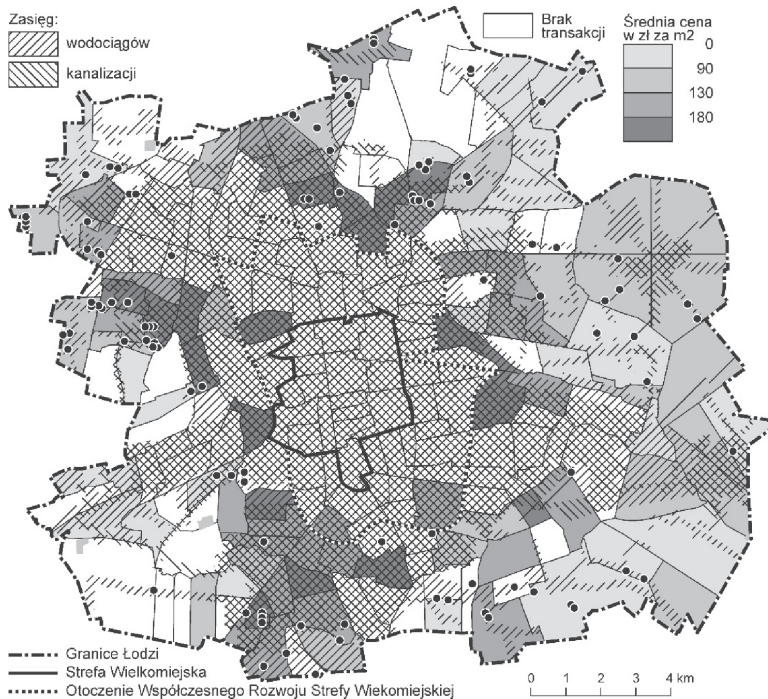 Zasięg:
wodociągów
kanalizacji
Brak
transakcji
Średnia cena
w zł za m2
0
90
130
180
Granice Łodzi
Strefa Wielkomiejska
Otoczenie Współczesnego Rozwoju Strefy Wiekomiejskiej
0 1 2 3 4 km